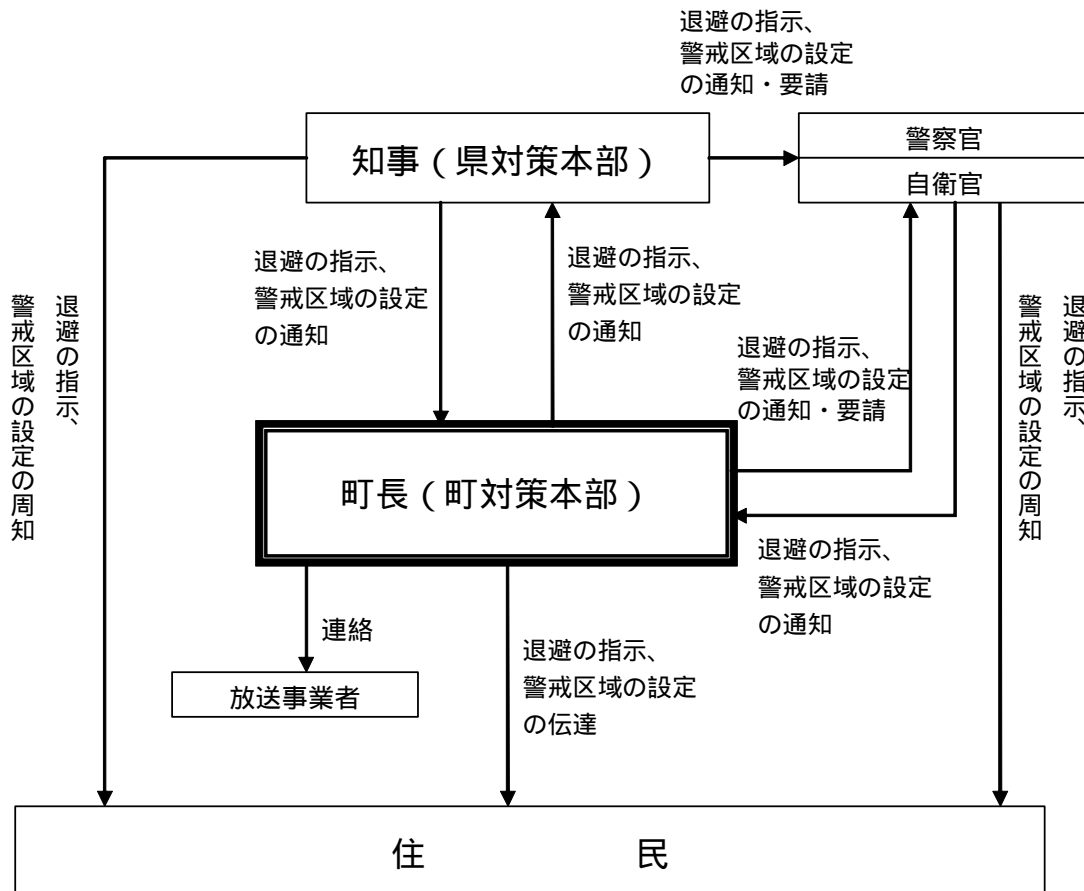 退避の指示、
警戒区域の設定
の通知・要請
知事（県対策本部）
警察官
自衛官
退避の指示、
警戒区域の設定
の通知
退避の指示、
警戒区域の設定
の通知
退避の指示、
警戒区域の設定の周知
退避の指示、
警戒区域の設定
の通知・要請
退避の指示、
警戒区域の設定の周知
町長（町対策本部）
退避の指示、
警戒区域の設定
の通知
連絡
放送事業者
退避の指示、
警戒区域の設定
の伝達
住　民